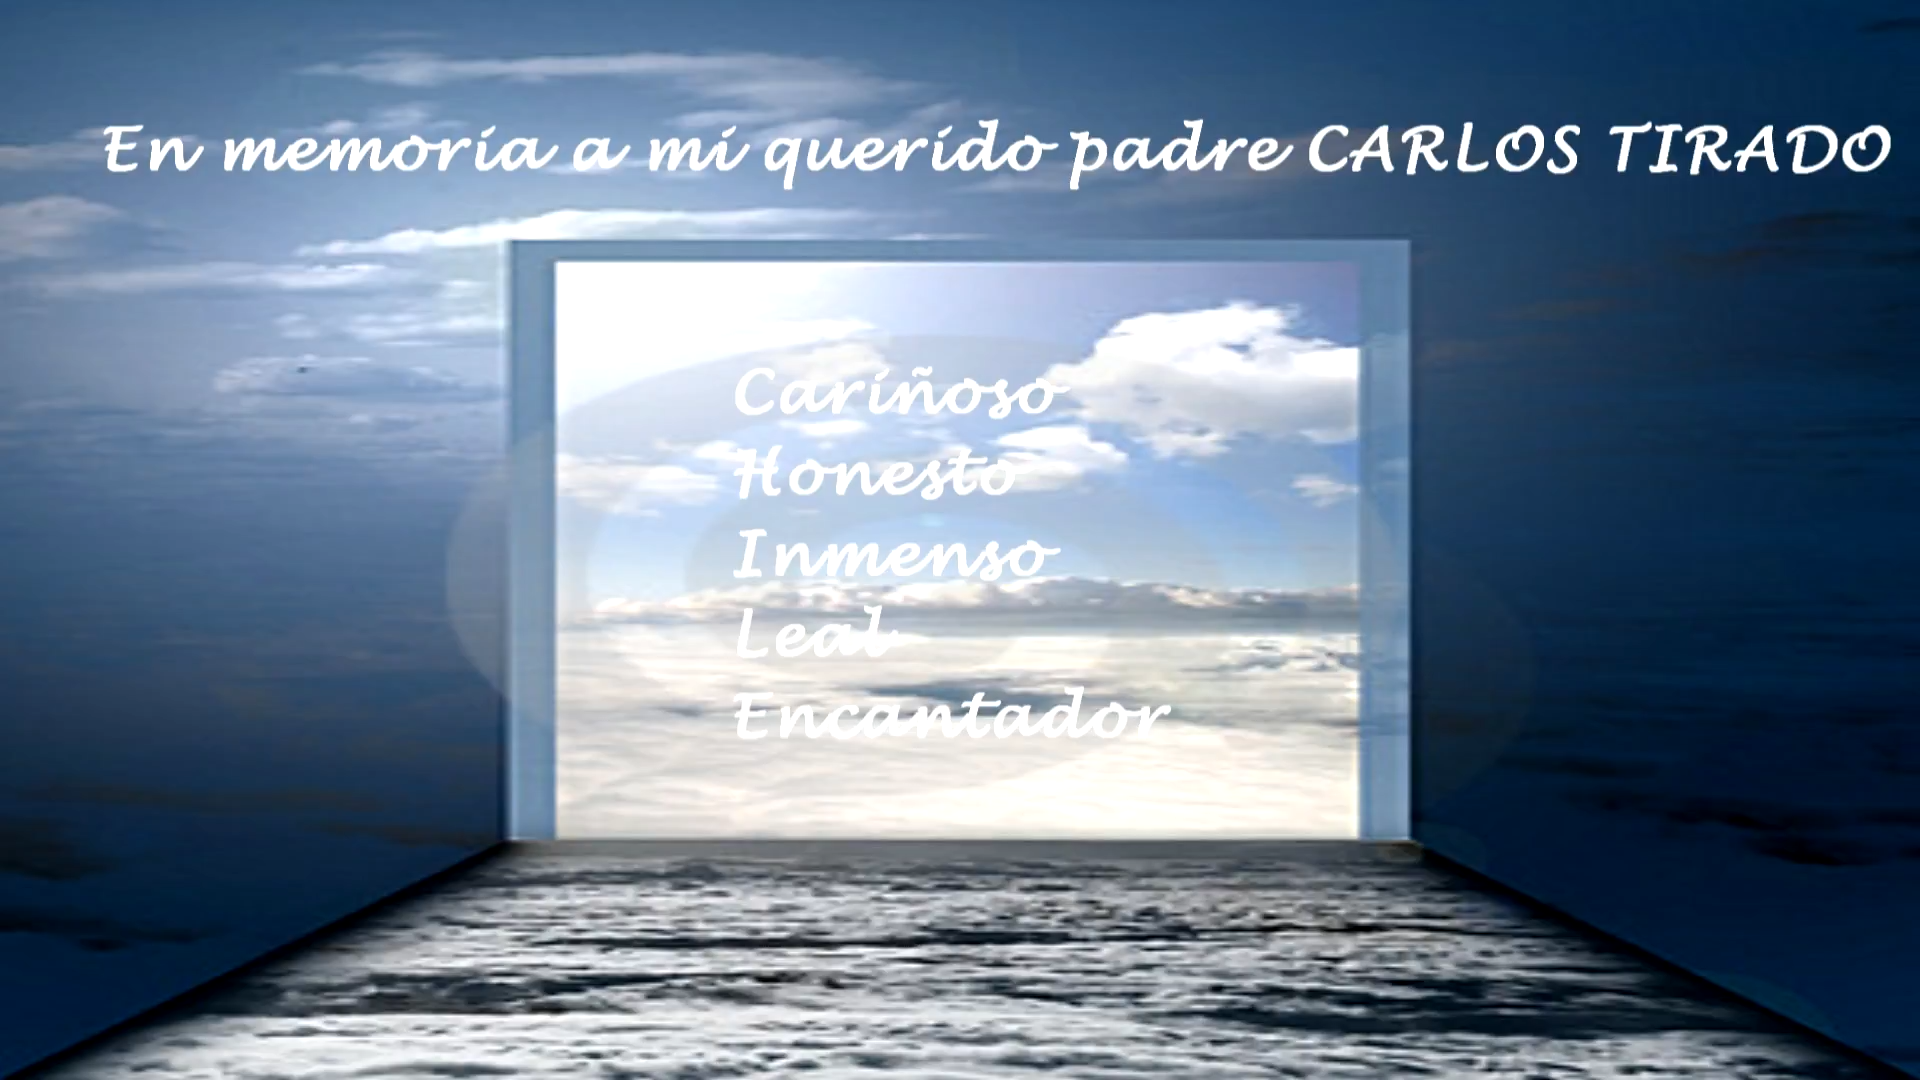 En memoria a mi querido padre CARLOS TIRADO
Cariñoso
Honesto
Inmenso
Leal
Encantador